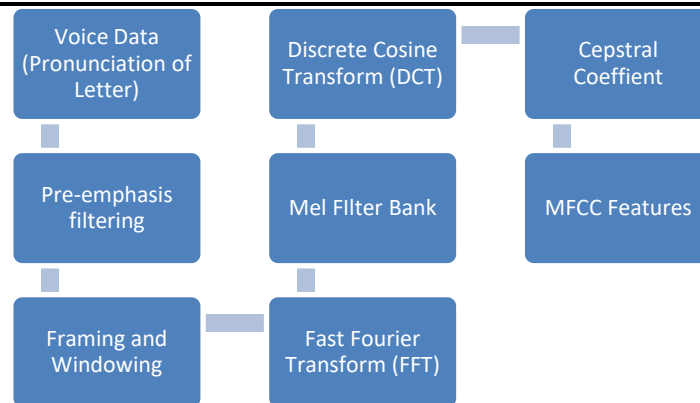 Voice Data
(Pronunciation of
Letter)
Pre-emphasis
filtering
Framing and
Windowing
Fast Fourier
Transform (FFT)
Mel FIlter Bank
Discrete Cosine
Transform (DCT)
Cepstral
Coeffient
MFCC Features